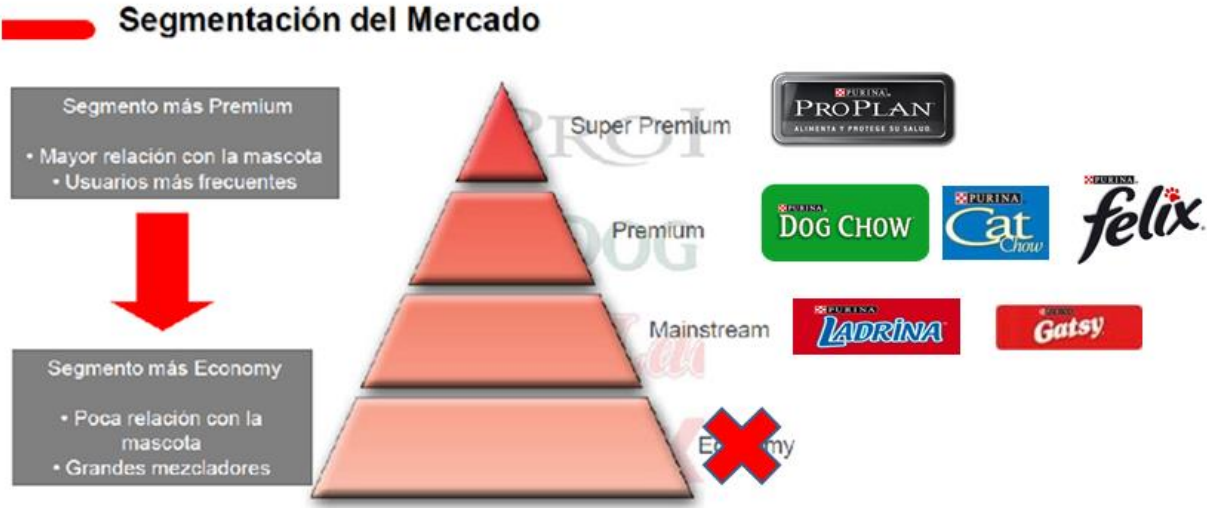 Segmentación del Mercado
Segmento más Premium
• Mayor relación con la mascota
• Usuarios más frecuentes
Segmento más Economy
• Poca relación con la
mascota
• Grandes mezcladores
Super Premium
PURINA
PROPLAN
ALIMENTA Y PROTEGE SU SALUD.
Premium
PURINA
DOG CHOW
PURINA
Cat
Chow
PURINA
felix
Mainstream
PURINA
LADRINA
PURINA
Gatsy
DOG